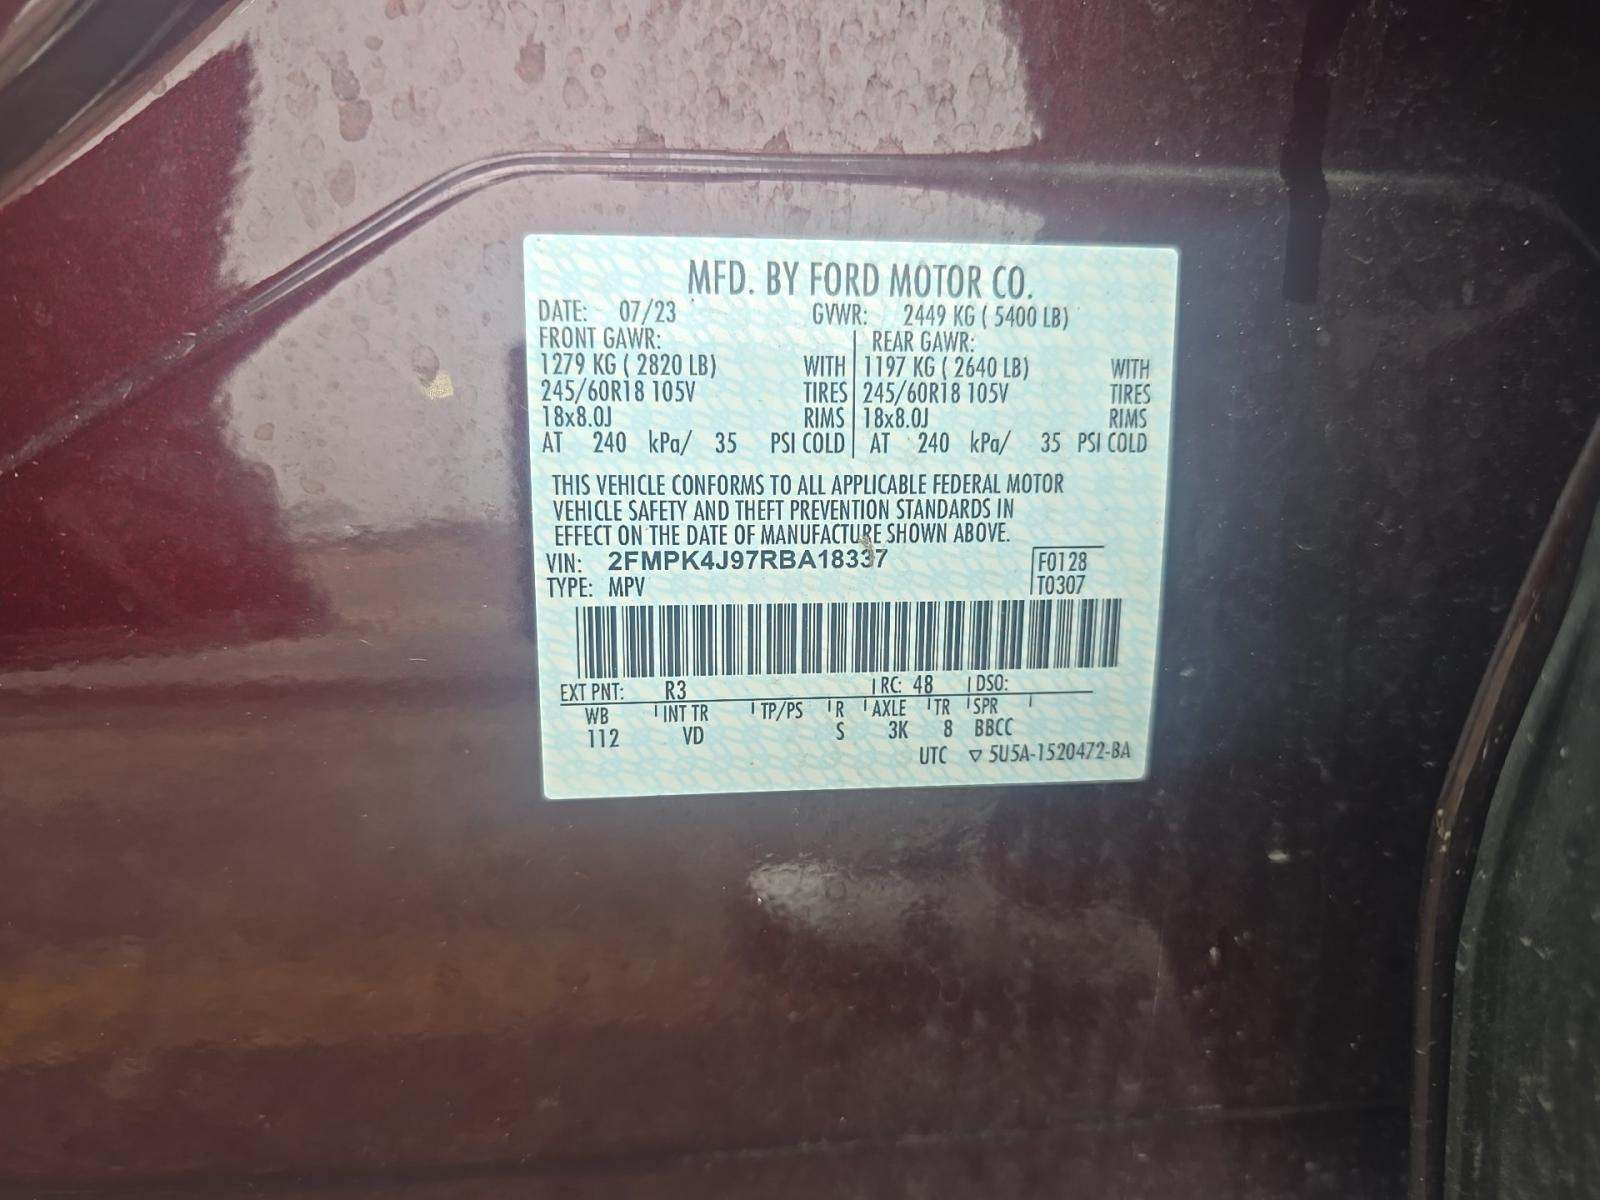 MFD. BY FORD MOTOR CO.
DATE: 07/23 GVWR: 2449 KG ( 5400 LB)
FRONT GAWR: REAR GAWR:
1279 KG ( 2820 LB) WITH 1197 KG ( 2640 LB) WITH
245/60R18 105V TIRES 245/60R18 105V TIRES
18x8.0J RIMS 18x8.0J RIMS
AT 240 kPa/ 35 PSI COLD AT 240 kPa/ 35 PSI COLD
THIS VEHICLE CONFORMS TO ALL APPLICABLE FEDERAL MOTOR
VEHICLE SAFETY AND THEFT PREVENTION STANDARDS IN
EFFECT ON THE DATE OF MANUFACTURE SHOWN ABOVE.
VIN: 2FMPK4J97RBA18337 F0128
TYPE: MPV T0307
EXT PNT: R3 RC: 48 DSO:
WB INT TR TP/PS R AXLE TR SPR
112 VD S 3K 8 BBCC
UTC ▽ 5U5A-1520472-BA